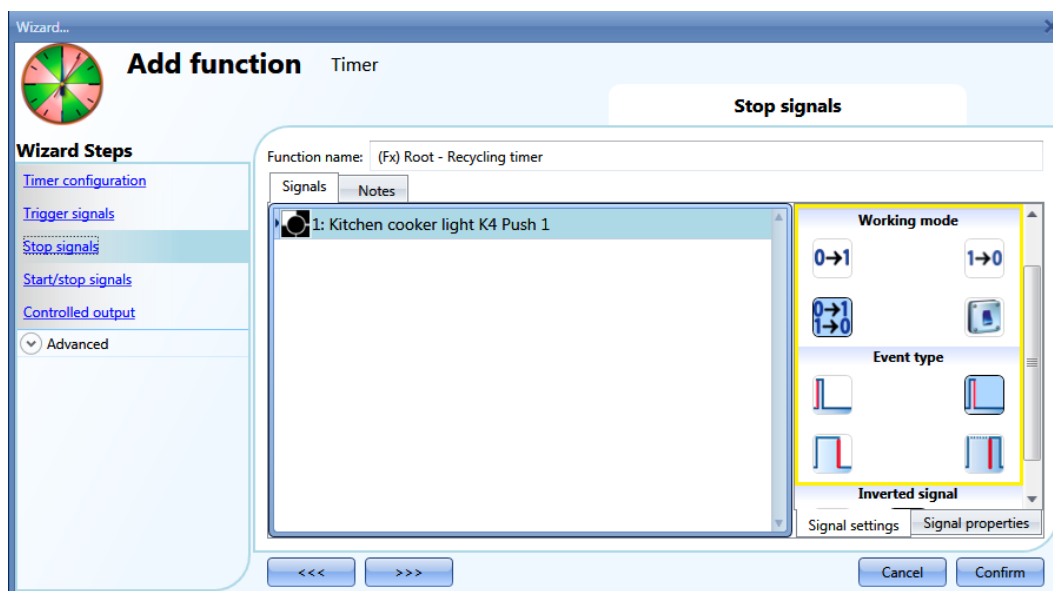 Wizard...
Add function Timer
Stop signals
Wizard Steps
Timer configuration
Trigger signals
Stop signals
Start/stop signals
Controlled output
Advanced
Function name: (Fx) Root - Recycling timer
Signals Notes
1: Kitchen cooker light K4 Push 1
Working mode
0→1 1→0
0→1
1→0
Event type
Inverted signal
Signal settings Signal properties
<<< >>> Cancel Confirm